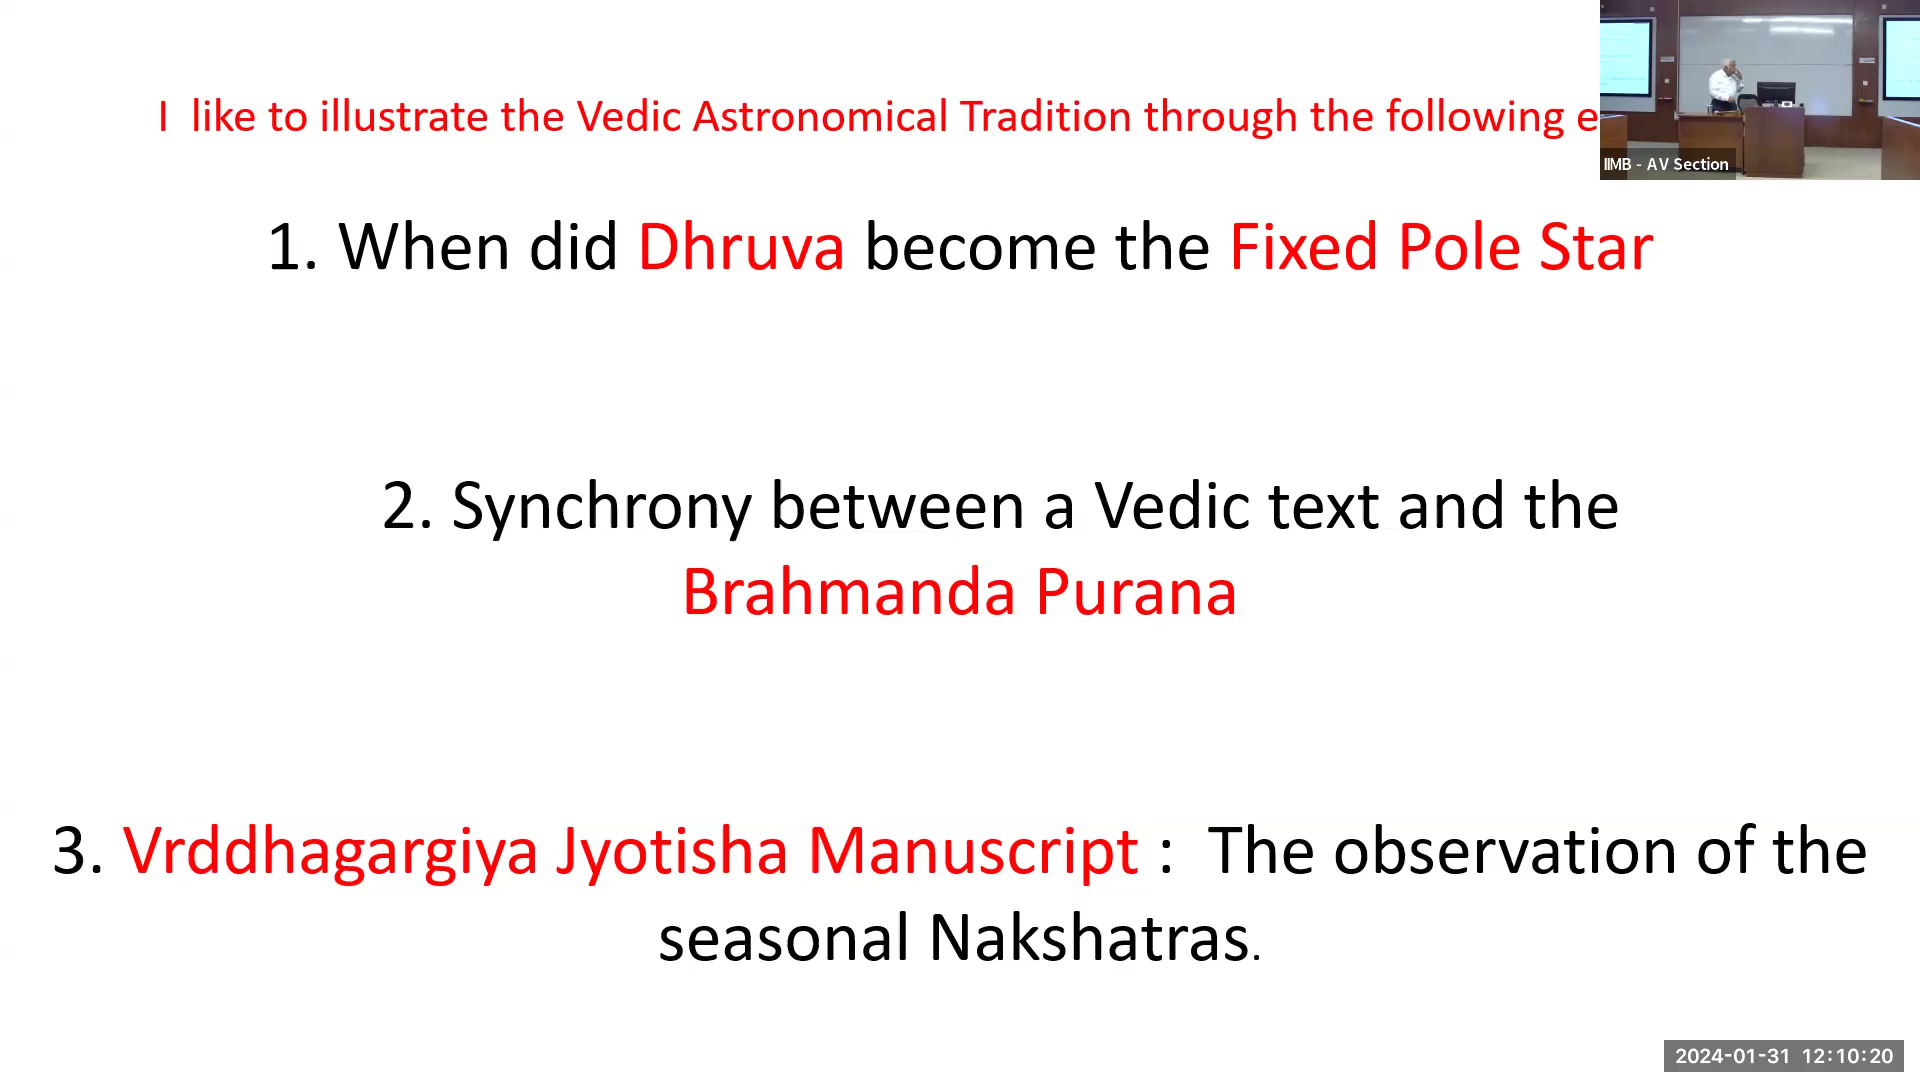 I like to illustrate the Vedic Astronomical Tradition through the following
IIMB - AV Section
1. When did Dhruva become the Fixed Pole Star
2. Synchrony between a Vedic text and the
Brahmanda Purana
3. Vrddhagargiya Jyotisha Manuscript : The observation of the
seasonal Nakshatras.
2024-01-31 12:10:20